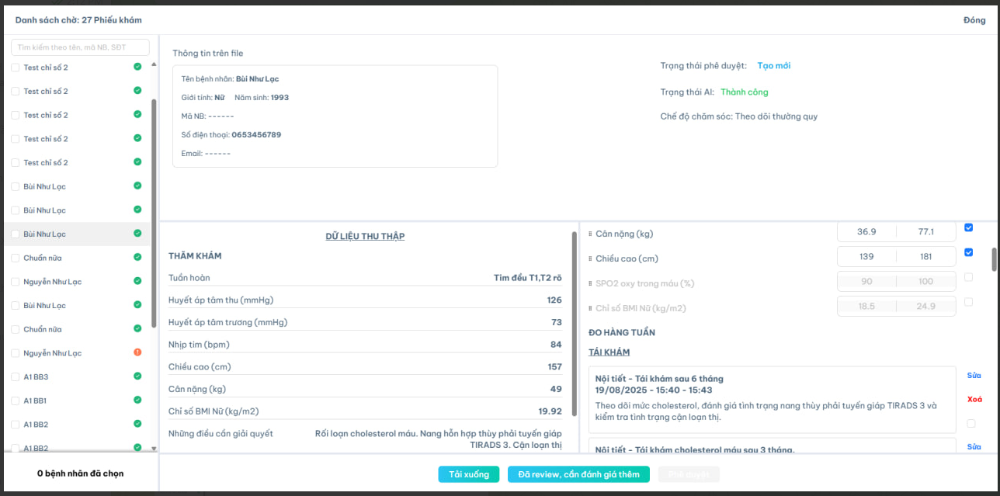 Danh sách chờ: 27 Phiếu khám
Đóng
Tìm kiếm theo tên, mã NB, SĐT
Test chỉ số 2
Test chỉ số 2
Test chỉ số 2
Test chỉ số 2
Test chỉ số 2
Bùi Như Lạc
Bùi Như Lạc
Bùi Như Lạc
Chuẩn nữa
Nguyễn Như Lạc
Bùi Như Lạc
Chuẩn nữa
Nguyễn Như Lạc
A1 BB3
A1 BB1
A1 BB2
A1 BB2
0 bệnh nhân đã chọn
Thông tin trên file
Tên bệnh nhân: Bùi Như Lạc
Giới tính: Nữ Năm sinh: 1993
Mã NB: ------
Số điện thoại: 0653456789
Email: ------
Trạng thái phê duyệt: Tạo mới
Trạng thái AI: Thành công
Chế độ chăm sóc: Theo dõi thường quy
DỮ LIỆU THU THẬP
THĂM KHÁM
Tuần hoàn Tim đều T1,T2 rõ
Huyết áp tâm thu (mmHg) 126
Huyết áp tâm trương (mmHg) 73
Nhịp tim (bpm) 84
Chiều cao (cm) 157
Cân nặng (kg) 49
Chỉ số BMI Nữ (kg/m2) 19.92
Những điều cần giải quyết Rối loạn cholesterol máu. Nang hỗn hợp thùy phải tuyến giáp
TIRADS 3. Cận loạn thị
Cân nặng (kg) 36.9 77.1
Chiều cao (cm) 139 181
SPO2 oxy trong máu (%) 90 100
Chỉ số BMI Nữ (kg/m2) 18.5 24.9
ĐO HÀNG TUẦN
TÁI KHÁM
Nội tiết - Tái khám sau 6 tháng
19/08/2025 - 15:40 - 15:43
Theo dõi mức cholesterol, đánh giá tình trạng nang thùy phải tuyến giáp TIRADS 3 và
kiểm tra tình trạng cận loạn thị.
Sửa
Xoá
Nội tiết - Tái khám cholesterol máu sau 3 tháng.
Sửa
Tải xuống
Đã review, cần đánh giá thêm
Phê duyệt